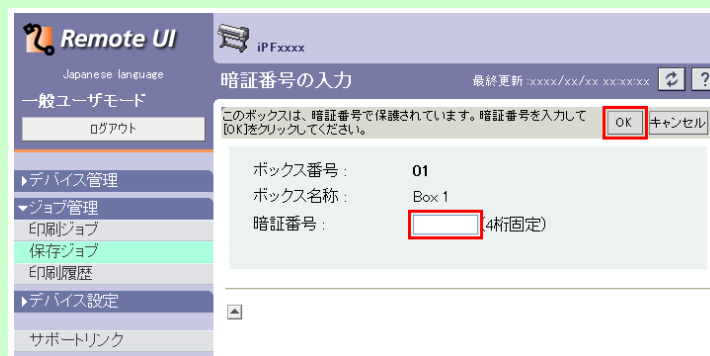 Remote UI
Japanese language
一般ユーザモード
ログアウト
▶デバイス管理
▼ジョブ管理
印刷ジョブ
保存ジョブ
印刷履歴
▶デバイス設定
サポートリンク
iPFxxxx
暗証番号の入力
最終更新 :xxxx/xx/xx xx:xx:xx
?
このボックスは、暗証番号で保護されています。暗証番号を入力して
[OK]をクリックしてください。
OK
キャンセル
ボックス番号 : 01
ボックス名称 : Box 1
暗証番号 : (4桁固定)